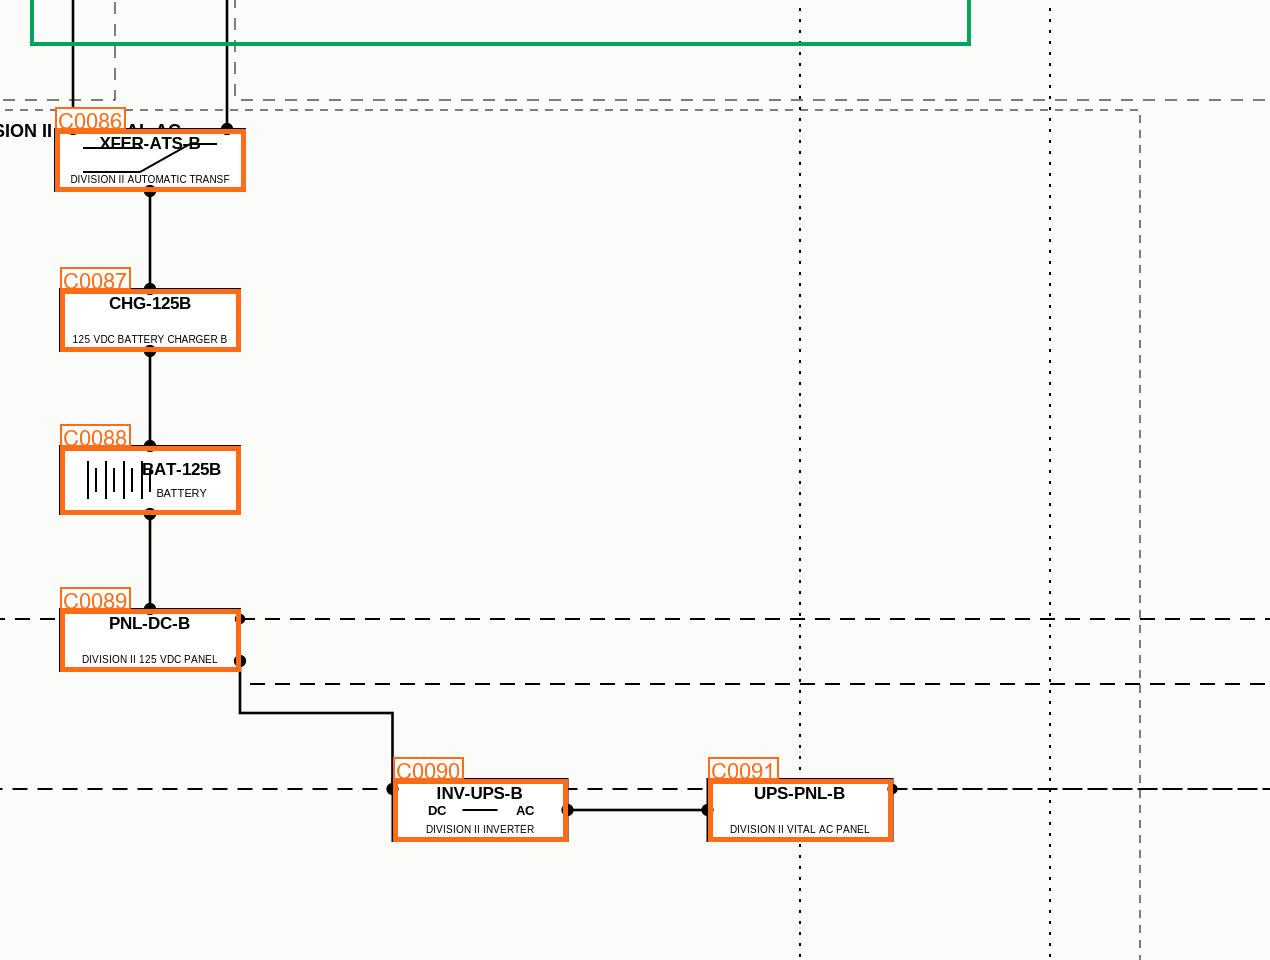 C0086
SION II
AL AC
XFER-ATS-B
DIVISION II AUTOMATIC TRANSF
C0087
CHG-125B
125 VDC BATTERY CHARGER B
C0088
BAT-125B
BATTERY
C0089
PNL-DC-B
DIVISION II 125 VDC PANEL
C0090
INV-UPS-B
DC AC
DIVISION II INVERTER
C0091
UPS-PNL-B
DIVISION II VITAL AC PANEL